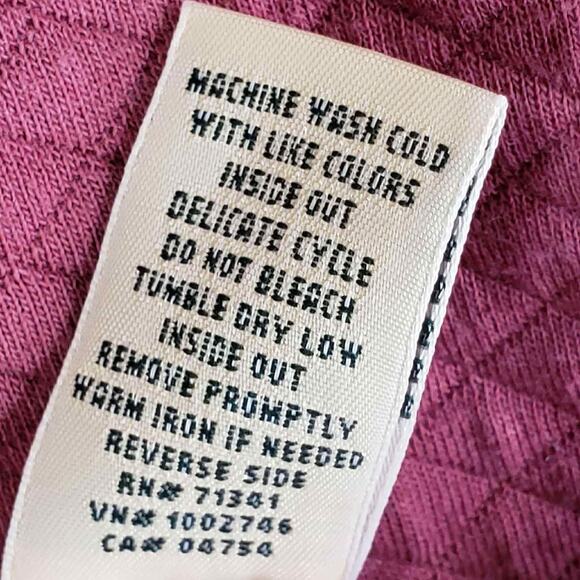 MACHINE WASH COLD
WITH LIKE COLORS
INSIDE OUT
DELICATE CYCLE
DO NOT BLEACH
TUMBLE DRY LOW
INSIDE OUT
REMOVE PROMPTLY
WARM IRON IF NEEDED
REVERSE SIDE
RN# 71341
VN# 1002746
CA# 04754